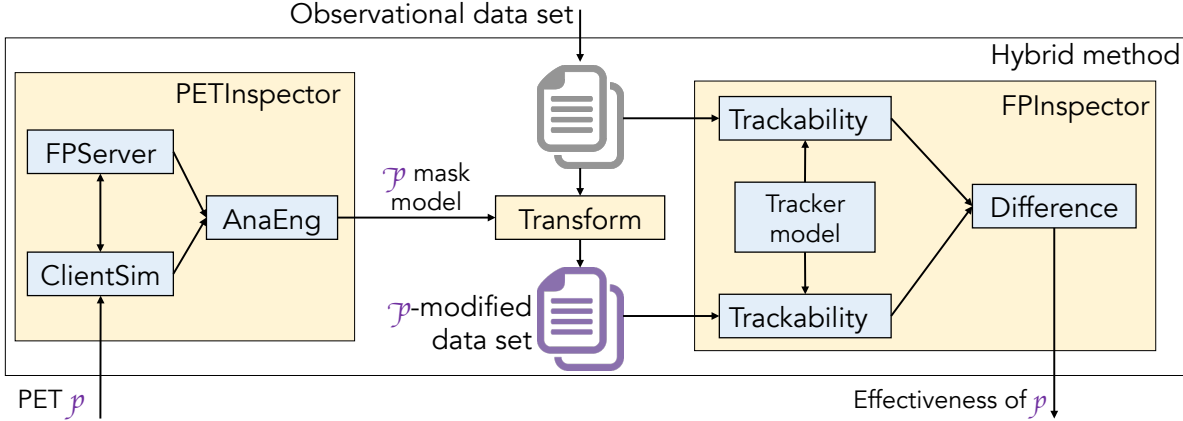 Observational data set
Hybrid method
PETInspector
FPInspector
FPServer
Trackability
𝓅 mask
model
Tracker
model
AnaEng
Transform
Difference
ClientSim
𝓅-modified
data set
Trackability
PET 𝓅
Effectiveness of 𝓅